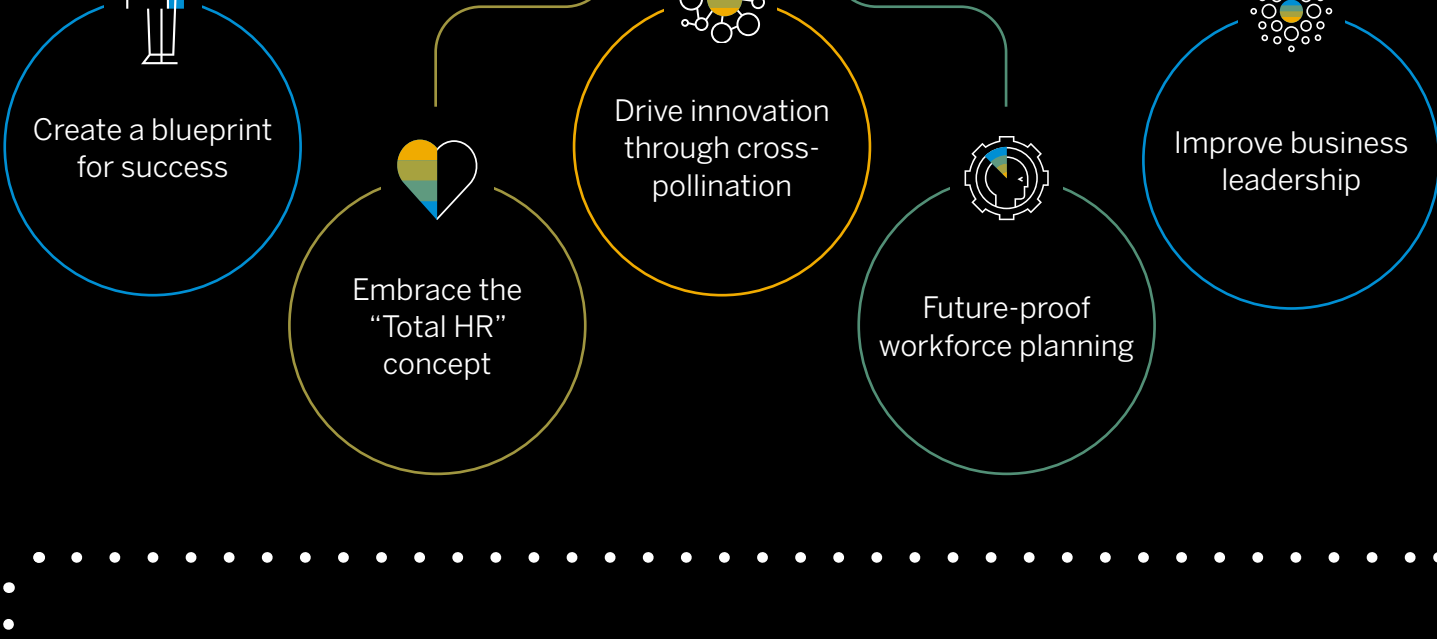 Create a blueprint
for success
Embrace the
“Total HR”
concept
Drive innovation
through cross-
pollination
Future-proof
workforce planning
Improve business
leadership